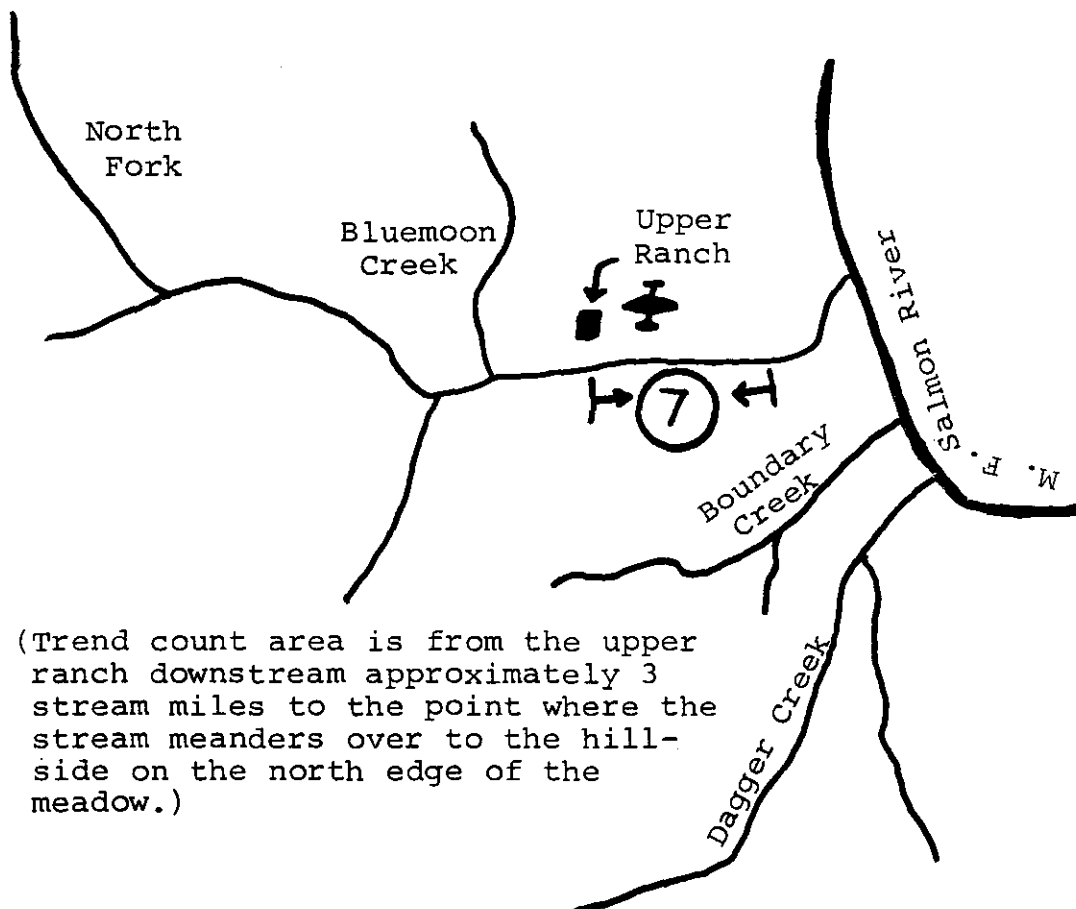 North
Fork
Bluemoon
Creek
Upper
Ranch
M. F. Salmon River
7
Boundary
Creek
Dagger Creek
(Trend count area is from the upper
ranch downstream approximately 3
stream miles to the point where the
stream meanders over to the hill-
side on the north edge of the
meadow.)